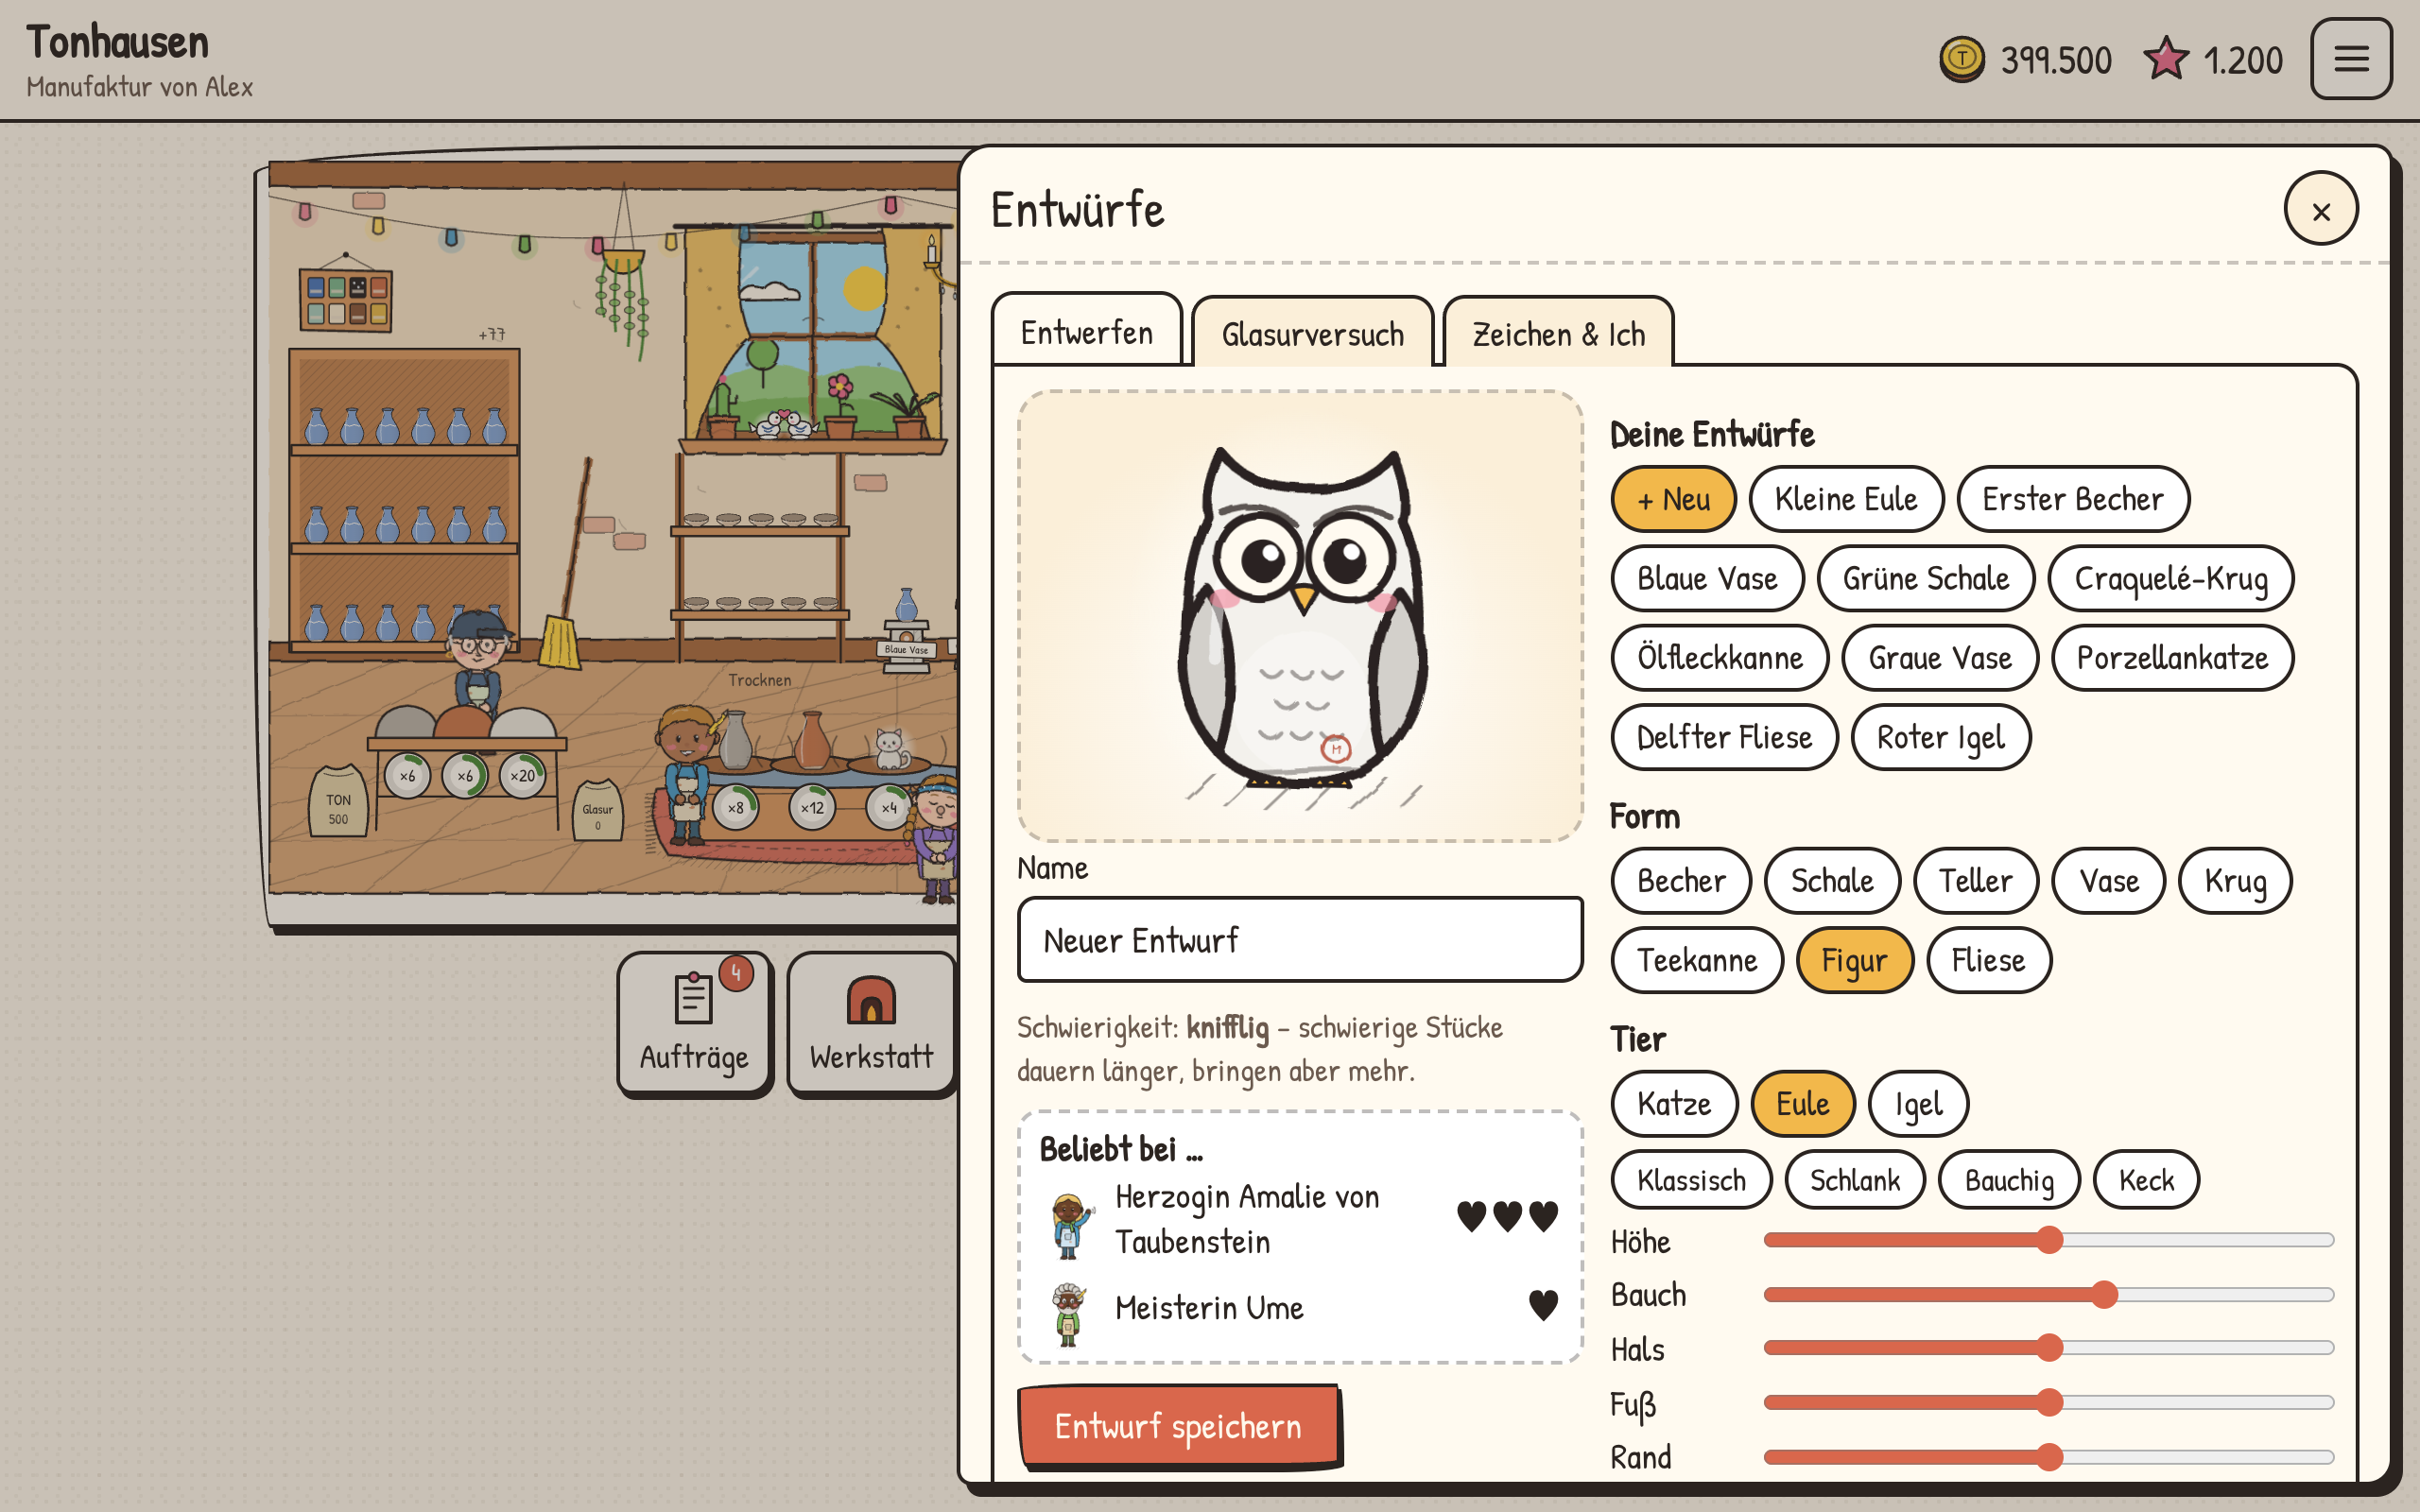 Tonhausen
Manufaktur von Alex
T 399.500 1.200
Entwürfe
×
Entwerfen
Glasurversuch
Zeichen & Ich
+77
TON
500
×6
×6
×20
Glasur
0
Trocknen
×8
×12
×4
Blaue Vase
Aufträge
4
Werkstatt
M
Name
Neuer Entwurf
Schwierigkeit: knifflig – schwierige Stücke
dauern länger, bringen aber mehr.
Beliebt bei ...
Herzogin Amalie von
Taubenstein
Meisterin Ume
Entwurf speichern
Deine Entwürfe
+ Neu
Kleine Eule
Erster Becher
Blaue Vase
Grüne Schale
Craquelé-Krug
Ölfleckkanne
Graue Vase
Porzellankatze
Delfter Fliese
Roter Igel
Form
Becher
Schale
Teller
Vase
Krug
Teekanne
Figur
Fliese
Tier
Katze
Eule
Igel
Klassisch
Schlank
Bauchig
Keck
Höhe
Bauch
Hals
Fuß
Rand